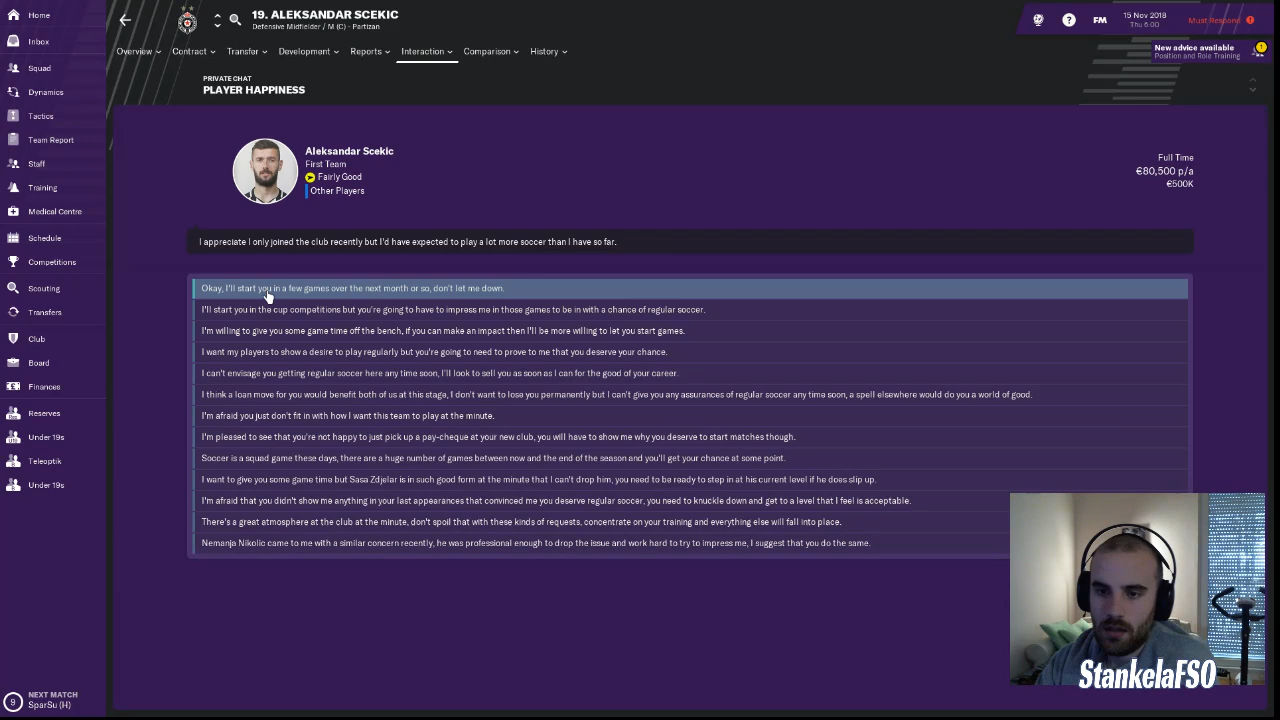 Home
Inbox
Squad
Dynamics
Tactics
Team Report
Staff
Training
Medical Centre
Schedule
Competitions
Scouting
Transfers
Club
Board
Finances
Reserves
Under 19s
Teleoptik
Under 19s
9
NEXT MATCH
SparSu (H)
19. ALEKSANDAR SCEKIC
Defensive Midfielder / M (C) - Partizan
? FM
15 Nov 2018
Thu 6:00
Must Respond
Overview
Contract
Transfer
Development
Reports
Interaction
Comparison
History
New advice available
Position and Role Training
1
PRIVATE CHAT
PLAYER HAPPINESS
Aleksandar Scekic
First Team
Fairly Good
Other Players
Full Time
€80,500 p/a
€500K
I appreciate I only joined the club recently but I'd have expected to play a lot more soccer than I have so far.
Okay, I'll start you in a few games over the next month or so, don't let me down.
I'll start you in the cup competitions but you're going to have to impress me in those games to be in with a chance of regular soccer.
I'm willing to give you some game time off the bench, if you can make an impact then I'll be more willing to let you start games.
I want my players to show a desire to play regularly but you're going to need to prove to me that you deserve your chance.
I can't envisage you getting regular soccer here any time soon, I'll look to sell you as soon as I can for the good of your career.
I think a loan move for you would benefit both of us at this stage, I don't want to lose you permanently but I can't give you any assurances of regular soccer any time soon, a spell elsewhere would do you a world of good.
I'm afraid you just don't fit in with how I want this team to play at the minute.
I'm pleased to see that you're not happy to just pick up a pay-cheque at your new club, you will have to show me why you deserve to start matches though.
Soccer is a squad game these days, there are a huge number of games between now and the end of the season and you'll get your chance at some point.
I want to give you some game time but Sasa Zdjelar is in such good form at the minute that I can't drop him, you need to be ready to step in at his current level if he does slip up.
I'm afraid that you didn't show me anything in your last appearances that convinced me you deserve regular soccer, you need to knuckle down and get to a level that I feel is acceptable.
There's a great atmosphere at the club at the minute, don't spoil that with these kinds of requests, concentrate on your training and everything else will fall into place.
Nemanja Nikolic came to me with a similar concern recently, he was professional enough to drop the issue and work hard to try to impress me, I suggest that you do the same.
StankelaFSO